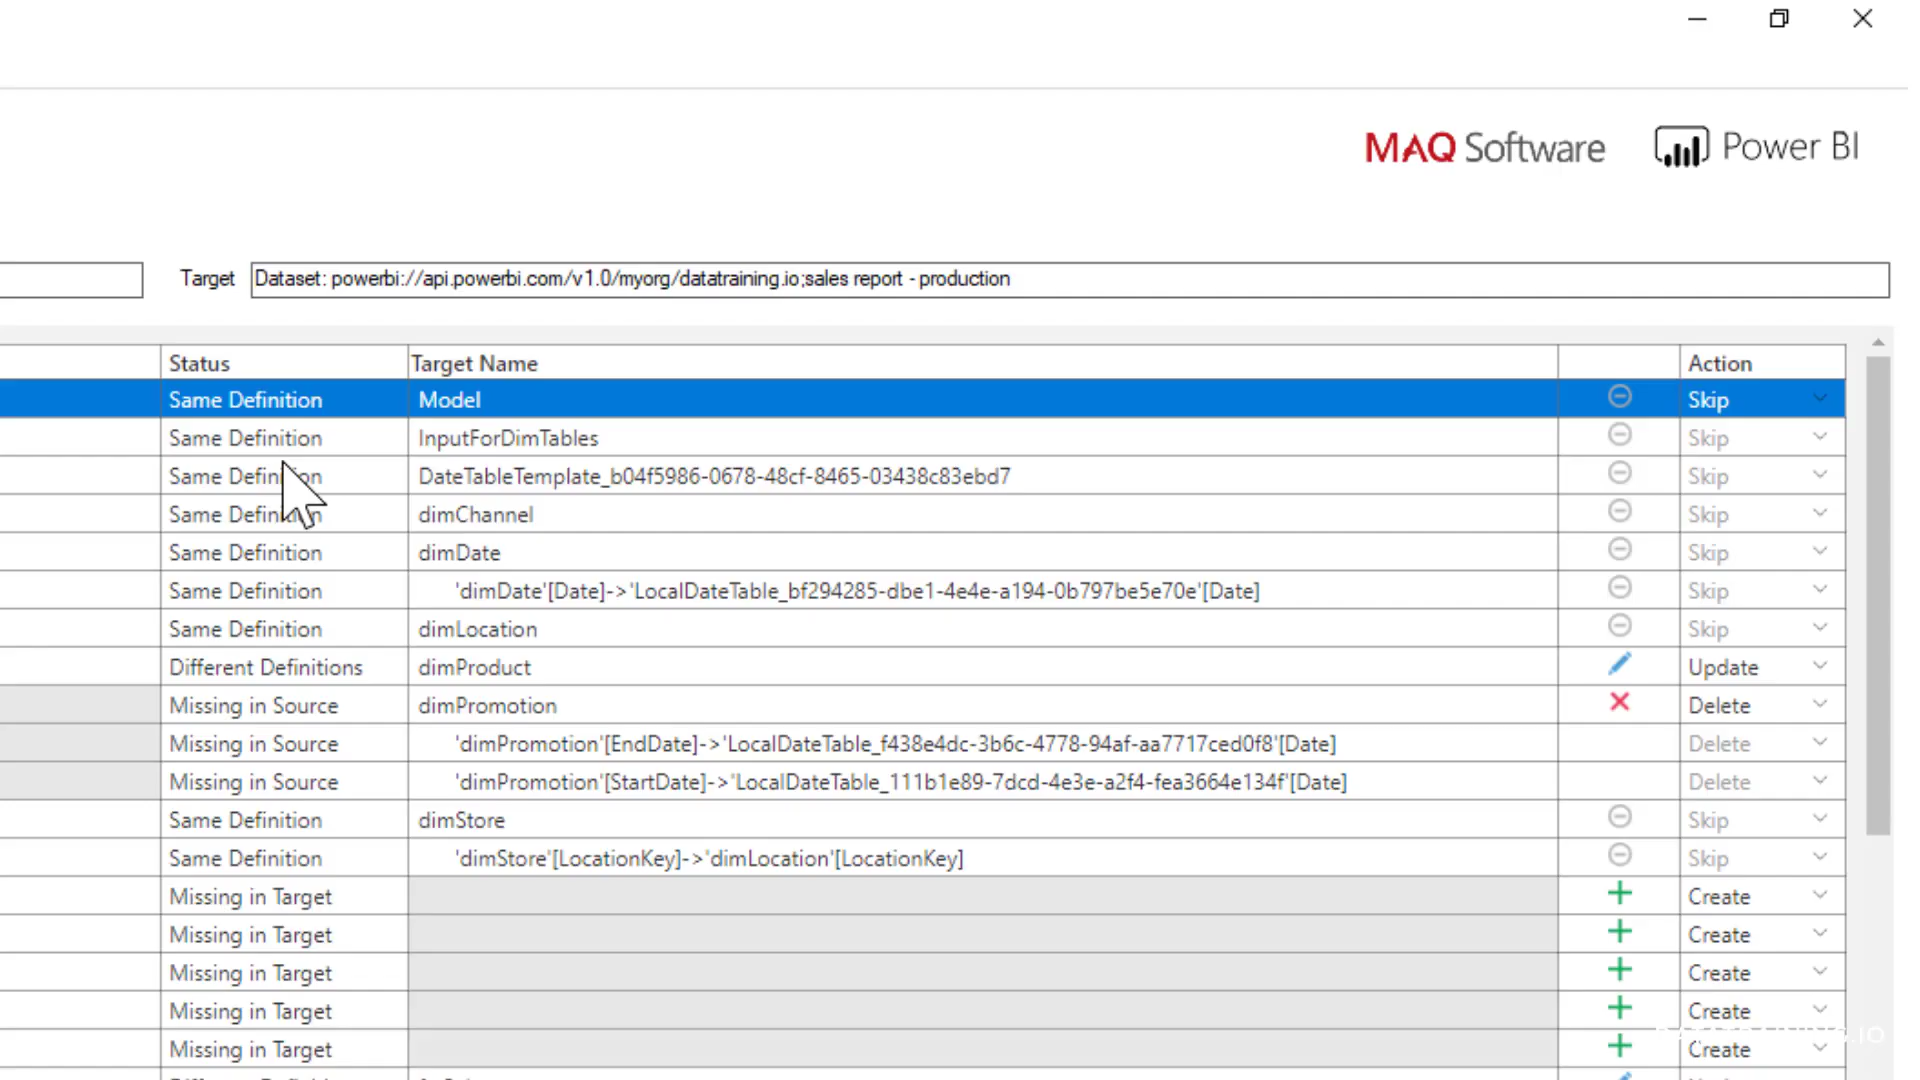 MAQ Software Power BI
Target Dataset: powerbi://api.powerbi.com/v1.0/myorg/datatraining.io;sales report - production
Status Target Name Action
Same Definition Model Skip
Same Definition InputForDimTables Skip
Same Definition DateTableTemplate_b04f5986-0678-48cf-8465-03438c83ebd7 Skip
Same Definition dimChannel Skip
Same Definition dimDate Skip
Same Definition 'dimDate'[Date]->'LocalDateTable_bf294285-dbe1-4e4e-a194-0b797be5e70e'[Date] Skip
Same Definition dimLocation Skip
Different Definitions dimProduct Update
Missing in Source dimPromotion Delete
Missing in Source 'dimPromotion'[EndDate]->'LocalDateTable_f438e4dc-3b6c-4778-94af-aa7717ced0f8'[Date] Delete
Missing in Source 'dimPromotion'[StartDate]->'LocalDateTable_111b1e89-7dcd-4e3e-a2f4-fea3664e134f'[Date] Delete
Same Definition dimStore Skip
Same Definition 'dimStore'[LocationKey]->'dimLocation'[LocationKey] Skip
Missing in Target Create
Missing in Target Create
Missing in Target Create
Missing in Target Create
Missing in Target Create